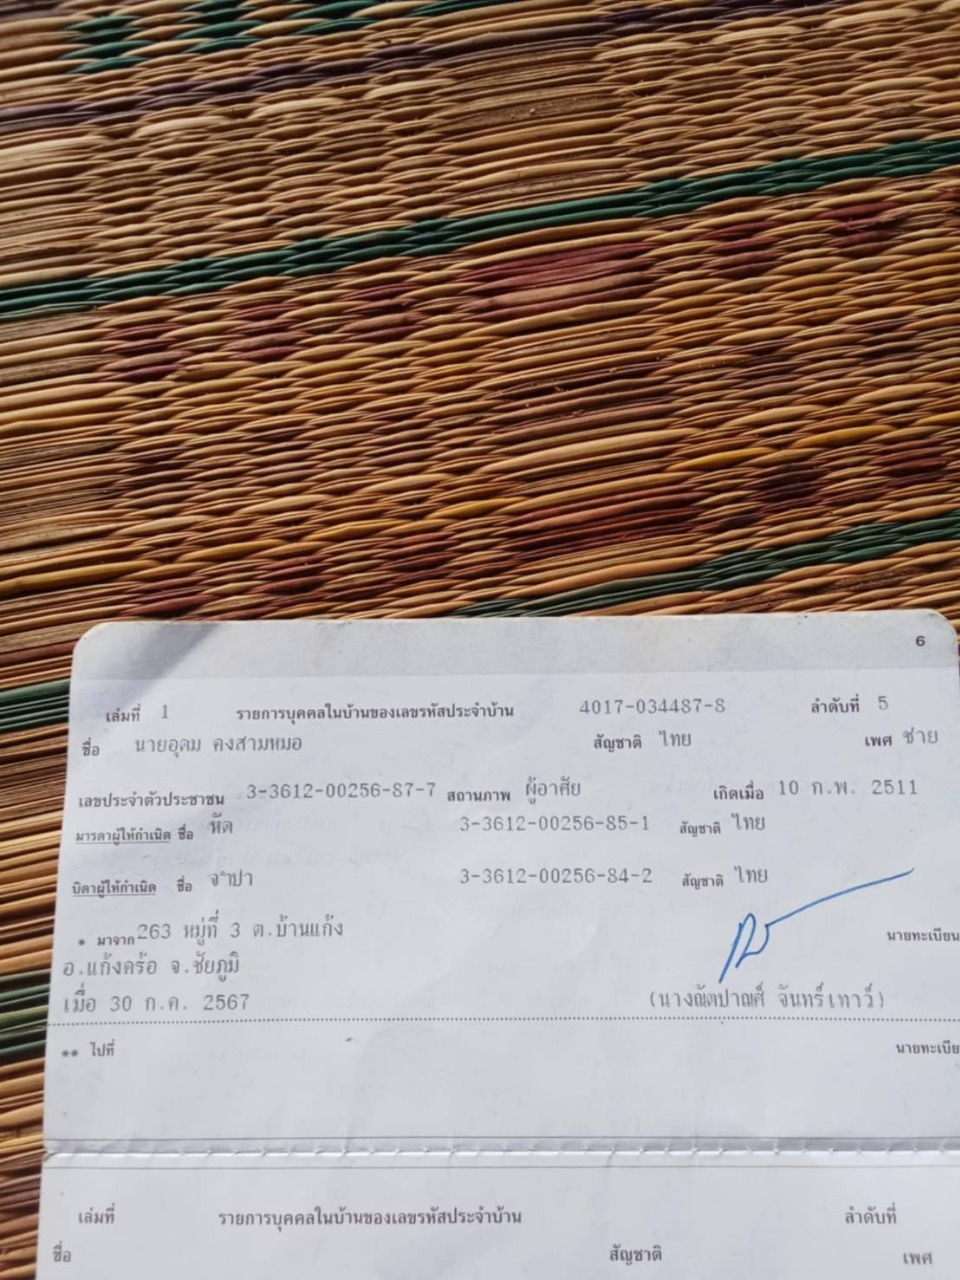 6
เล่มที่ 1 รายการบุคคลในบ้านของเลขรหัสประจำบ้าน 4017-034487-8 ลำดับที่ 5
ชื่อ นายอุดม คงสามหมอ สัญชาติ ไทย เพศ ชาย
เลขประจำตัวประชาชน 3-3612-00256-87-7 สถานภาพ ผู้อาศัย เกิดเมื่อ 10 ก.พ. 2511
มารดาผู้ให้กำเนิด ชื่อ หัด 3-3612-00256-85-1 สัญชาติ ไทย
บิดาผู้ให้กำเนิด ชื่อ จำปา 3-3612-00256-84-2 สัญชาติ ไทย
* มาจาก 263 หมู่ที่ 3 ต.บ้านแก้ง นายทะเบียน
อ.แก้งคร้อ จ.ชัยภูมิ
เมื่อ 30 ก.ค. 2567 (นางณัตปาณศ์ จันทร์เทาว์)
** ไปที่ นายทะเบีย
เล่มที่ รายการบุคคลในบ้านของเลขรหัสประจำบ้าน ลำดับที่
ชื่อ สัญชาติ เพศ